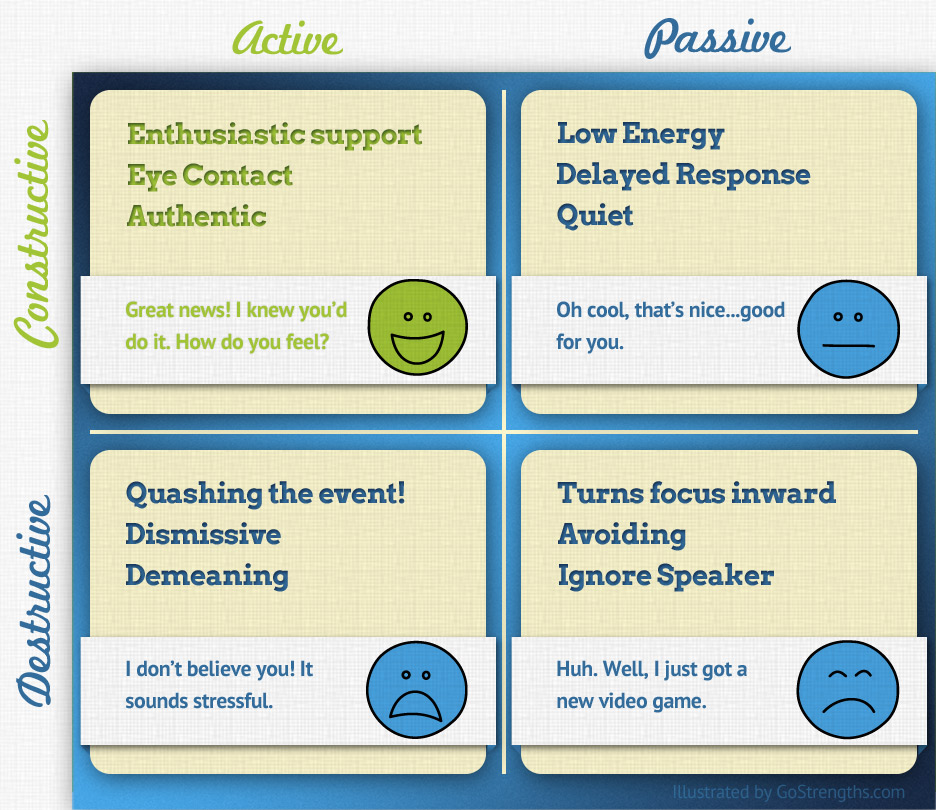 Active
Passive
Constructive
Enthusiastic support
Eye Contact
Authentic
Great news! I knew you'd
do it. How do you feel?
Low Energy
Delayed Response
Quiet
Oh cool, that's nice...good
for you.
Destructive
Quashing the event!
Dismissive
Demeaning
I don't believe you! It
sounds stressful.
Turns focus inward
Avoiding
Ignore Speaker
Huh. Well, I just got a
new video game.
Illustrated by GoStrengths.com